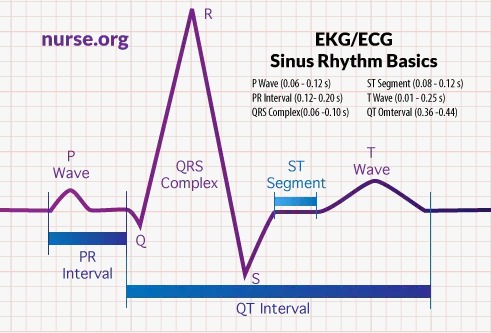 nurse.org
EKG/ECG
Sinus Rhythm Basics
P Wave (0.06 - 0.12 s)
PR Interval (0.12- 0.20 s)
QRS Complex(0.06 -0.10 s)
ST Segment (0.08 - 0.12 s)
T Wave (0.01 - 0.25 s)
QT Omterval (0.36 -0.44)
R
P
Wave
QRS
Complex
ST
Segment
T
Wave
Q
PR
Interval
S
QT Interval